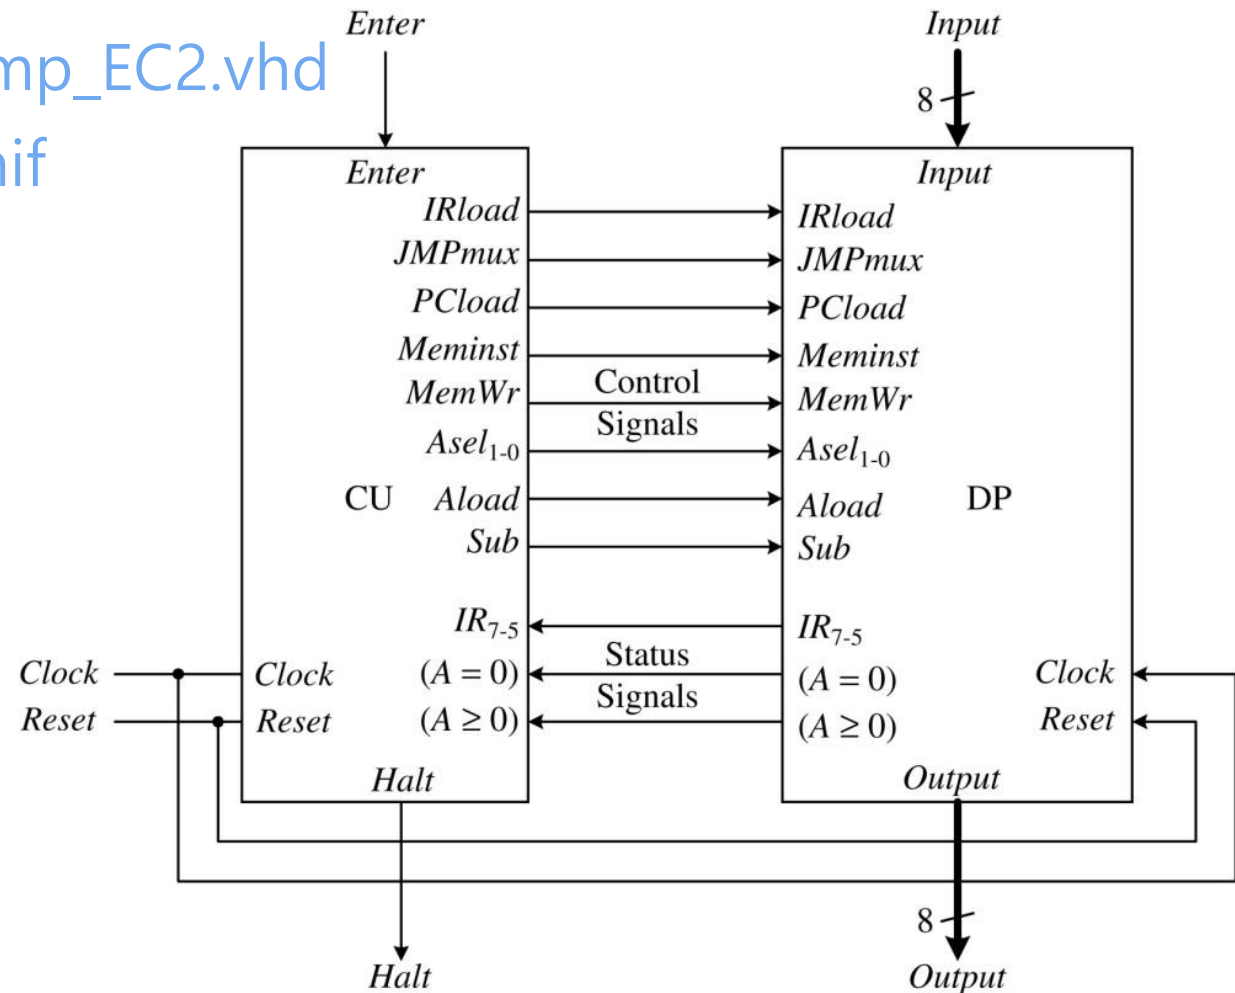 Enter
Input
mp_EC2.vhd
8
nif
Enter
Input
IRload
IRload
JMPmux
JMPmux
PCload
PCload
Meminst
Meminst
Control
MemWr
MemWr
Signals
Asel1-0
Asel1-0
CU
Aload
Aload
DP
Sub
Sub
IR7-5
IR7-5
Status
Clock
Clock
(A = 0)
(A = 0)
Clock
Signals
Reset
Reset
(A ≥ 0)
(A ≥ 0)
Reset
Halt
Output
8
Halt
Output